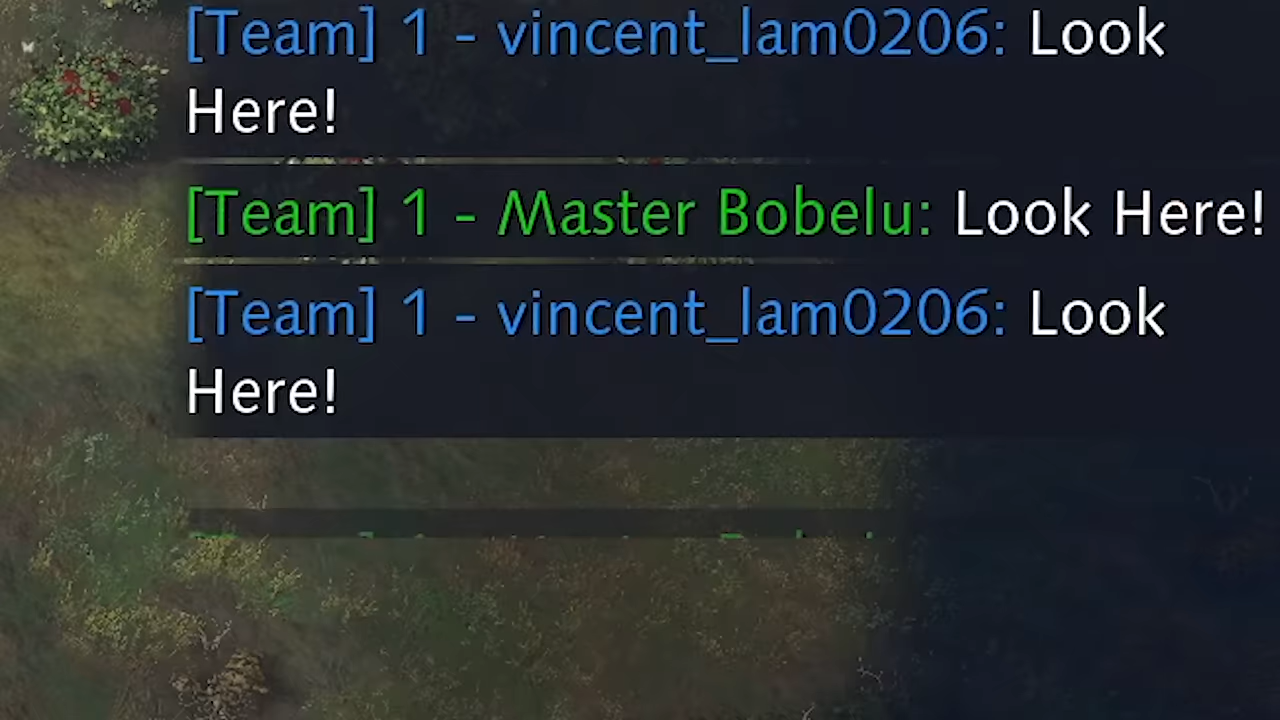 [Team] 1 - vincent_lam0206: Look
Here!
[Team] 1 - Master Bobelu: Look Here!
[Team] 1 - vincent_lam0206: Look
Here!